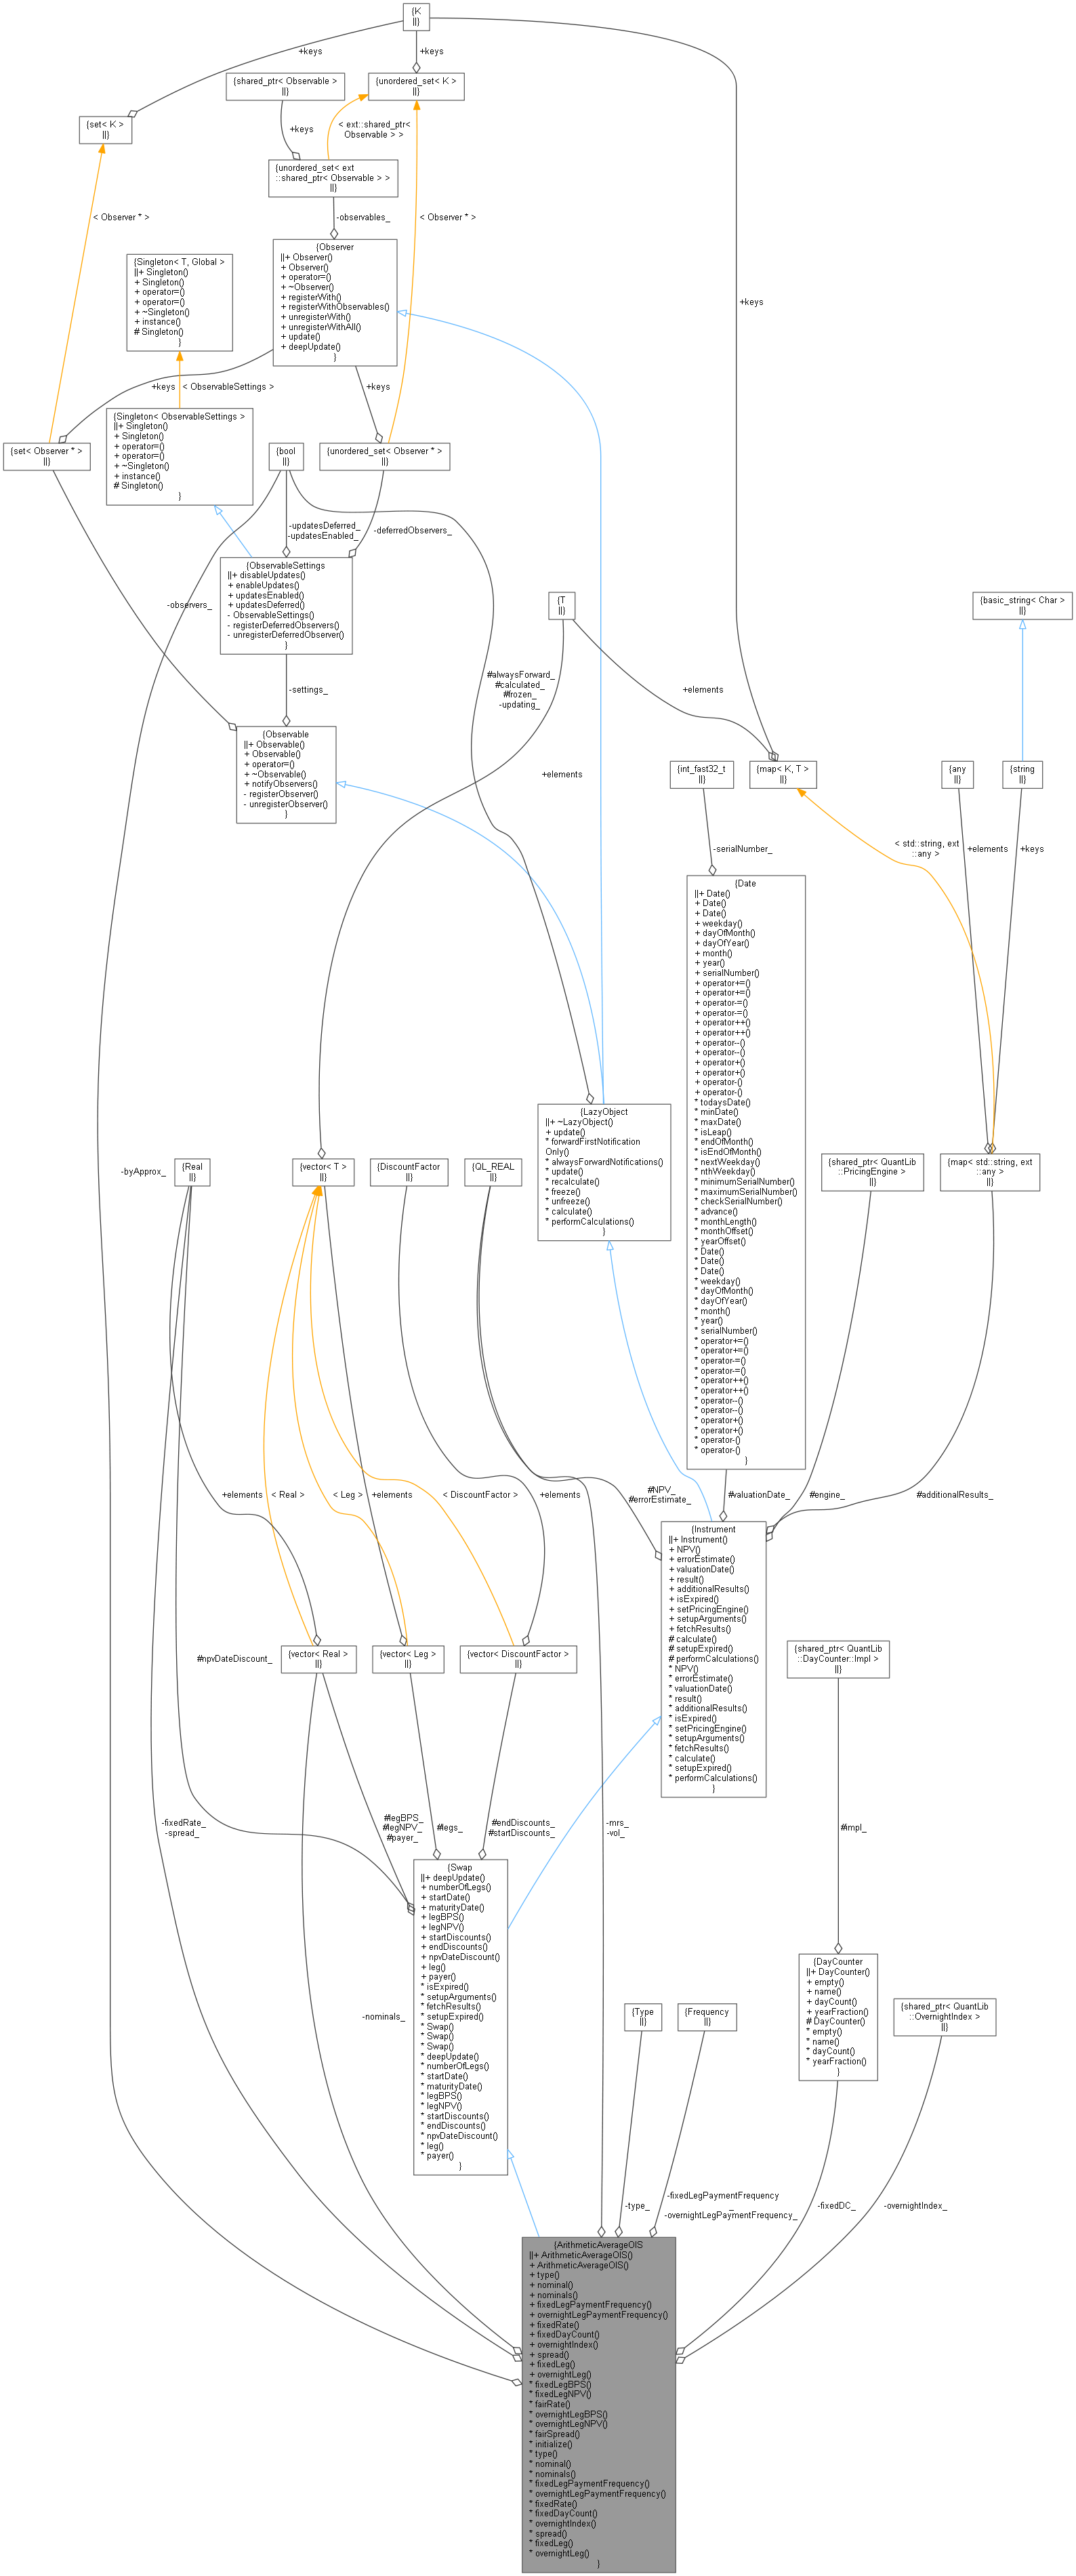 {K
||}
+keys
+keys
{shared_ptr< Observable >
||}
{unordered_set< K >
||}
+keys
< ext::shared_ptr<
Observable > >
{set< K >
||}
{unordered_set< ext
::shared_ptr< Observable > >
||}
< Observer * >
-observables_
< Observer * >
{Observer
||+ Observer()
+ Observer()
+ operator=()
+ ~Observer()
+ registerWith()
+ registerWithObservables()
+ unregisterWith()
+ unregisterWithAll()
+ update()
+ deepUpdate()
}
{Singleton< T, Global >
||+ Singleton()
+ Singleton()
+ operator=()
+ operator=()
+ ~Singleton()
+ instance()
# Singleton()
}
+keys
+keys
< ObservableSettings >
+keys
{Singleton< ObservableSettings >
||+ Singleton()
+ Singleton()
+ operator=()
+ operator=()
+ ~Singleton()
+ instance()
# Singleton()
}
{set< Observer * >
||}
{bool
||}
{unordered_set< Observer * >
||}
-updatesDeferred_
-updatesEnabled_
-deferredObservers_
{ObservableSettings
||+ disableUpdates()
+ enableUpdates()
+ updatesEnabled()
+ updatesDeferred()
- ObservableSettings()
- registerDeferredObservers()
- unregisterDeferredObserver()
}
-observers_
{T
||}
{basic_string< Char >
||}
-settings_
#alwaysForward_
#calculated_
#frozen_
-updating_
+elements
{Observable
||+ Observable()
+ Observable()
+ operator=()
+ ~Observable()
+ notifyObservers()
- registerObserver()
- unregisterObserver()
}
+elements
{int_fast32_t
||}
{map< K, T >
||}
{any
||}
{string
||}
-serialNumber_
< std::string, ext
::any >
+elements
+keys
{Date
||+ Date()
+ Date()
+ Date()
+ weekday()
+ dayOfMonth()
+ dayOfYear()
+ month()
+ year()
+ serialNumber()
+ operator+=()
+ operator+=()
+ operator-=()
+ operator-=()
+ operator++()
+ operator++()
+ operator--()
+ operator--()
+ operator+()
+ operator+()
+ operator-()
+ operator-()
* todaysDate()
* minDate()
* maxDate()
* isLeap()
* endOfMonth()
* isEndOfMonth()
* nextWeekday()
* nthWeekday()
* minimumSerialNumber()
* maximumSerialNumber()
* checkSerialNumber()
* advance()
* monthLength()
* monthOffset()
* yearOffset()
* Date()
* Date()
* Date()
* weekday()
* dayOfMonth()
* dayOfYear()
* month()
* year()
* serialNumber()
* operator+=()
* operator+=()
* operator-=()
* operator-=()
* operator++()
* operator++()
* operator--()
* operator--()
* operator+()
* operator+()
* operator-()
* operator-()
}
{LazyObject
||+ ~LazyObject()
+ update()
* forwardFirstNotification
Only()
* alwaysForwardNotifications()
* update()
* recalculate()
* freeze()
* unfreeze()
* calculate()
* performCalculations()
}
-byApprox_
{Real
||}
{vector< T >
||}
{DiscountFactor
||}
{QL_REAL
||}
{shared_ptr< QuantLib
::PricingEngine >
||}
{map< std::string, ext
::any >
||}
+elements
< Real >
< Leg >
+elements
< DiscountFactor >
+elements
#NPV_
#errorEstimate_
#valuationDate_
#engine_
#additionalResults_
{Instrument
||+ Instrument()
+ NPV()
+ errorEstimate()
+ valuationDate()
+ result()
+ additionalResults()
+ isExpired()
+ setPricingEngine()
+ setupArguments()
+ fetchResults()
# calculate()
# setupExpired()
# performCalculations()
* NPV()
* errorEstimate()
* valuationDate()
* result()
* additionalResults()
* isExpired()
* setPricingEngine()
* setupArguments()
* fetchResults()
* calculate()
* setupExpired()
* performCalculations()
}
#npvDateDiscount_
{vector< Real >
||}
{vector< Leg >
||}
{vector< DiscountFactor >
||}
{shared_ptr< QuantLib
::DayCounter::Impl >
||}
-fixedRate_
-spread_
#legBPS_
#legNPV_
#payer_
#legs_
#endDiscounts_
#startDiscounts_
-mrs_
-vol_
#impl_
{Swap
||+ deepUpdate()
+ numberOfLegs()
+ startDate()
+ maturityDate()
+ legBPS()
+ legNPV()
+ startDiscounts()
+ endDiscounts()
+ npvDateDiscount()
+ leg()
+ payer()
* isExpired()
* setupArguments()
* fetchResults()
* setupExpired()
* Swap()
* Swap()
* Swap()
* deepUpdate()
* numberOfLegs()
* startDate()
* maturityDate()
* legBPS()
* legNPV()
* startDiscounts()
* endDiscounts()
* npvDateDiscount()
* leg()
* payer()
}
{DayCounter
||+ DayCounter()
+ empty()
+ name()
+ dayCount()
+ yearFraction()
# DayCounter()
* empty()
* name()
* dayCount()
* yearFraction()
}
-nominals_
{Type
||}
{Frequency
||}
{shared_ptr< QuantLib
::OvernightIndex >
||}
-type_
-fixedLegPaymentFrequency
_
-overnightLegPaymentFrequency_
-fixedDC_
-overnightIndex_
{ArithmeticAverageOIS
||+ ArithmeticAverageOIS()
+ ArithmeticAverageOIS()
+ type()
+ nominal()
+ nominals()
+ fixedLegPaymentFrequency()
+ overnightLegPaymentFrequency()
+ fixedRate()
+ fixedDayCount()
+ overnightIndex()
+ spread()
+ fixedLeg()
+ overnightLeg()
* fixedLegBPS()
* fixedLegNPV()
* fairRate()
* overnightLegBPS()
* overnightLegNPV()
* fairSpread()
* initialize()
* type()
* nominal()
* nominals()
* fixedLegPaymentFrequency()
* overnightLegPaymentFrequency()
* fixedRate()
* fixedDayCount()
* overnightIndex()
* spread()
* fixedLeg()
* overnightLeg()
}